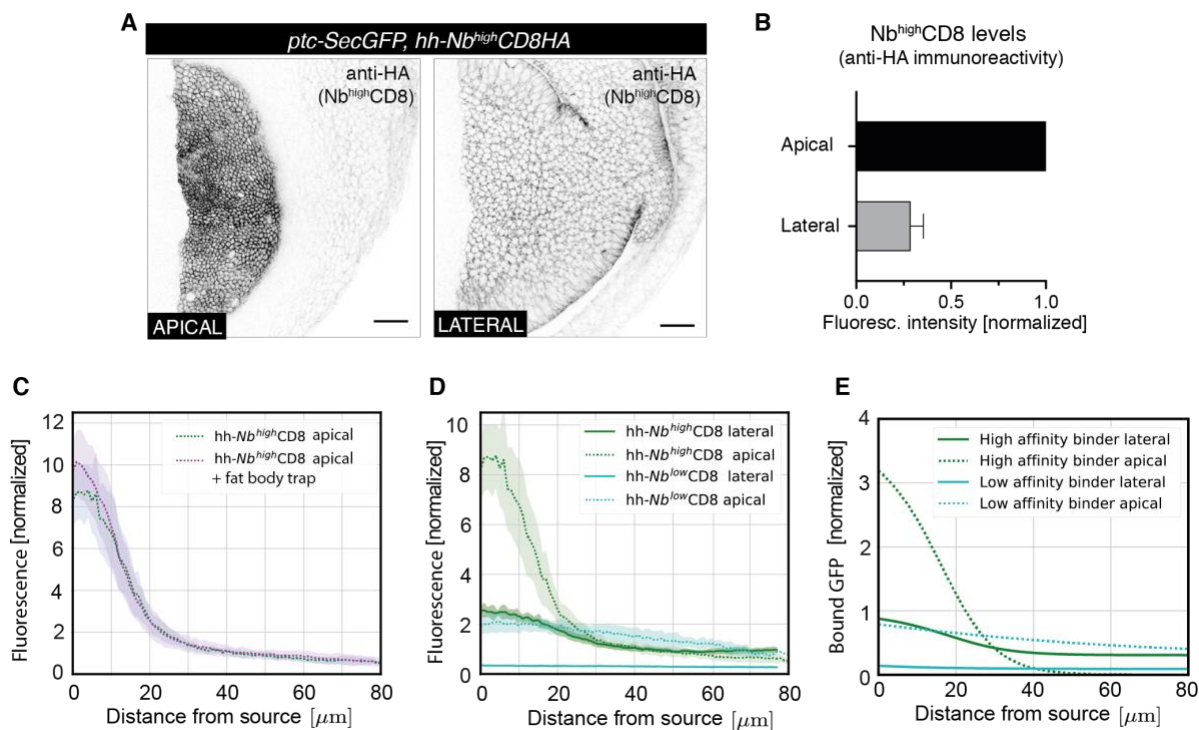 A
ptc-SecGFP, hh-NbhighCD8HA
anti-HA
(NbhighCD8)
APICAL
anti-HA
(NbhighCD8)
LATERAL
B
NbhighCD8 levels
(anti-HA immunoreactivity)
Apical
Lateral
0.0 0.5 1.0
Fluoresc. intensity [normalized]
C
Fluorescence [normalized]
12
10
8
6
4
2
0
hh-NbhighCD8 apical
hh-NbhighCD8 apical
+ fat body trap
0 20 40 60 80
Distance from source [μm]
D
Fluorescence [normalized]
10
8
6
4
2
0
hh-NbhighCD8 lateral
hh-NbhighCD8 apical
hh-NblowCD8 lateral
hh-NblowCD8 apical
0 20 40 60 80
Distance from source [μm]
E
Bound GFP [normalized]
4
3
2
1
0
High affinity binder lateral
High affinity binder apical
Low affinity binder lateral
Low affinity binder apical
0 20 40 60 80
Distance from source [μm]